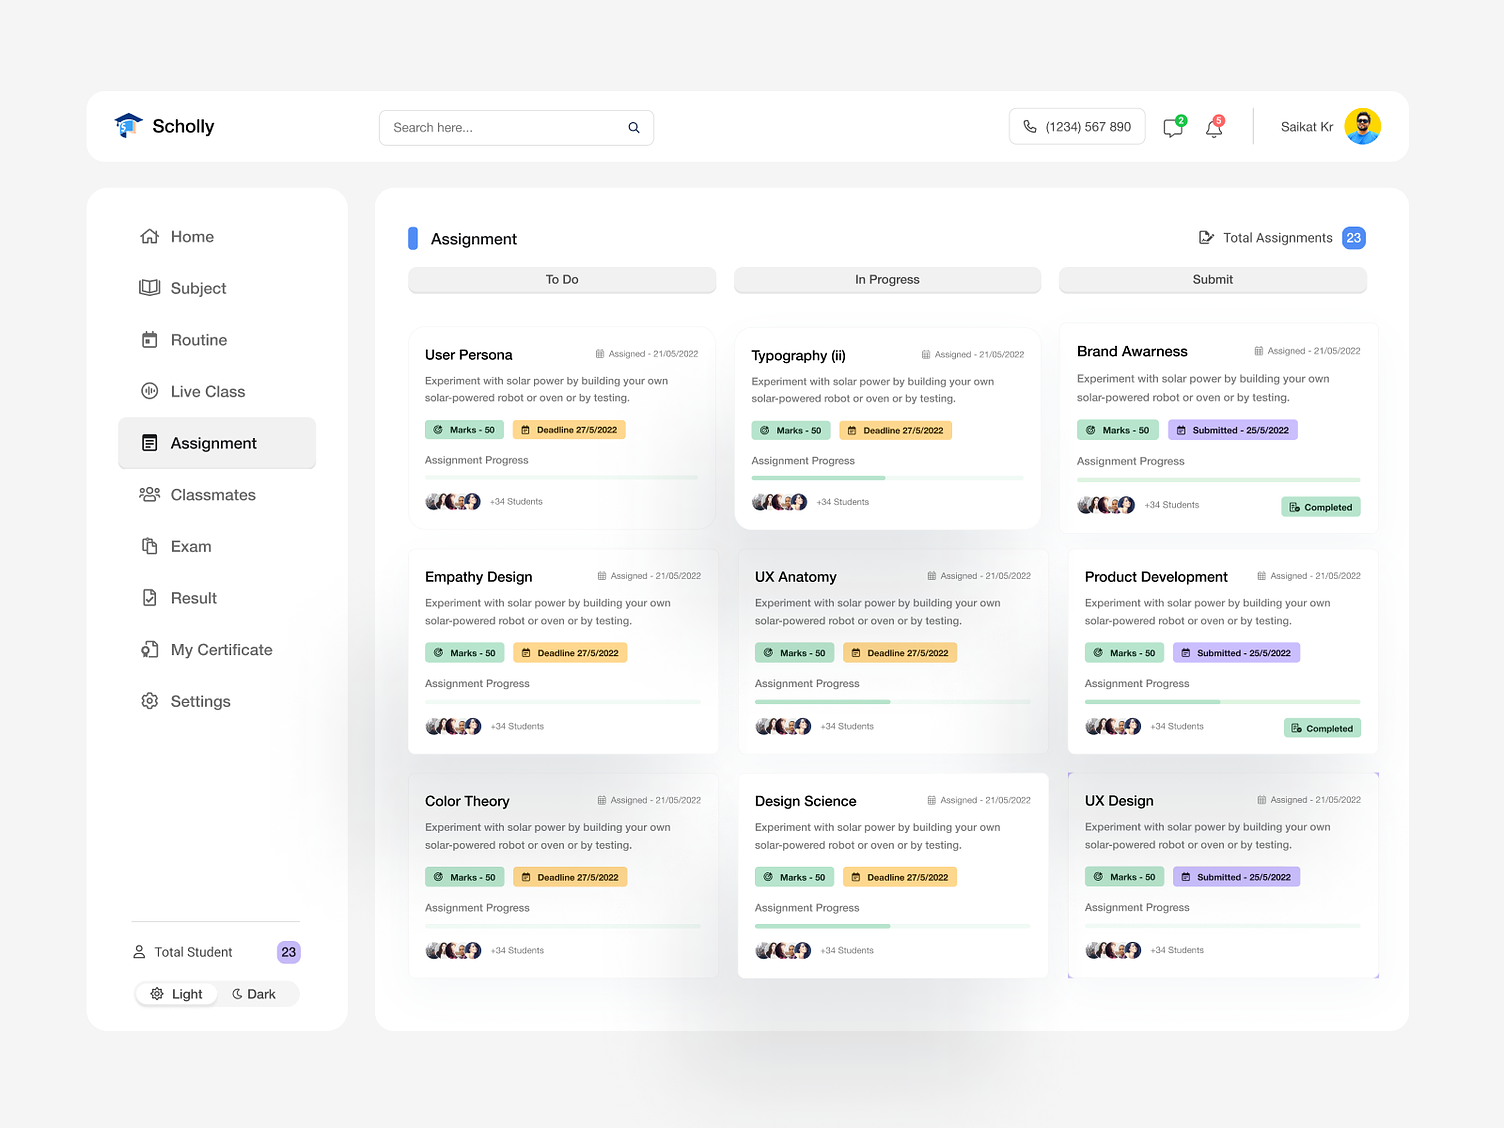 Scholly
Search here...
(1234) 567 890
2
5
Saikat Kr
Home
Subject
Routine
Live Class
Assignment
Classmates
Exam
Result
My Certificate
Settings
Total Student 23
Light Dark
Assignment
Total Assignments 23
To Do
In Progress
Submit
User Persona
Assigned - 21/05/2022
Experiment with solar power by building your own
solar-powered robot or oven or by testing.
Marks - 50
Deadline 27/5/2022
Assignment Progress
+34 Students
Typography (ii)
Assigned - 21/05/2022
Experiment with solar power by building your own
solar-powered robot or oven or by testing.
Marks - 50
Deadline 27/5/2022
Assignment Progress
+34 Students
Brand Awarness
Assigned - 21/05/2022
Experiment with solar power by building your own
solar-powered robot or oven or by testing.
Marks - 50
Submitted - 25/5/2022
Assignment Progress
+34 Students
Completed
Empathy Design
Assigned - 21/05/2022
Experiment with solar power by building your own
solar-powered robot or oven or by testing.
Marks - 50
Deadline 27/5/2022
Assignment Progress
+34 Students
UX Anatomy
Assigned - 21/05/2022
Experiment with solar power by building your own
solar-powered robot or oven or by testing.
Marks - 50
Deadline 27/5/2022
Assignment Progress
+34 Students
Product Development
Assigned - 21/05/2022
Experiment with solar power by building your own
solar-powered robot or oven or by testing.
Marks - 50
Submitted - 25/5/2022
Assignment Progress
+34 Students
Completed
Color Theory
Assigned - 21/05/2022
Experiment with solar power by building your own
solar-powered robot or oven or by testing.
Marks - 50
Deadline 27/5/2022
Assignment Progress
+34 Students
Design Science
Assigned - 21/05/2022
Experiment with solar power by building your own
solar-powered robot or oven or by testing.
Marks - 50
Deadline 27/5/2022
Assignment Progress
+34 Students
UX Design
Assigned - 21/05/2022
Experiment with solar power by building your own
solar-powered robot or oven or by testing.
Marks - 50
Submitted - 25/5/2022
Assignment Progress
+34 Students